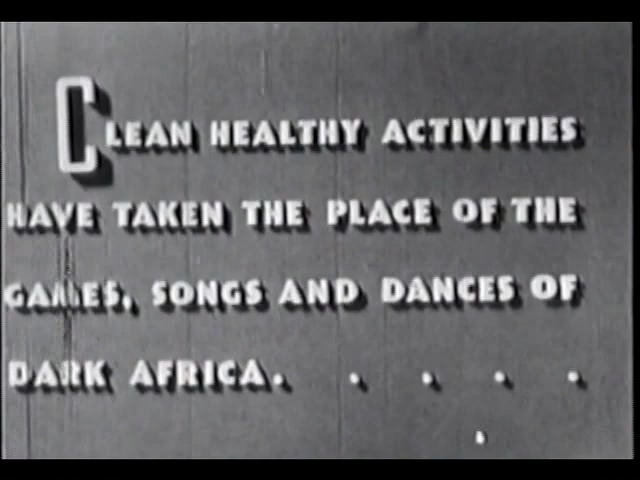 CLEAN HEALTHY ACTIVITIES
HAVE TAKEN THE PLACE OF THE
GAMES, SONGS AND DANCES OF
DARK AFRICA. . . . .